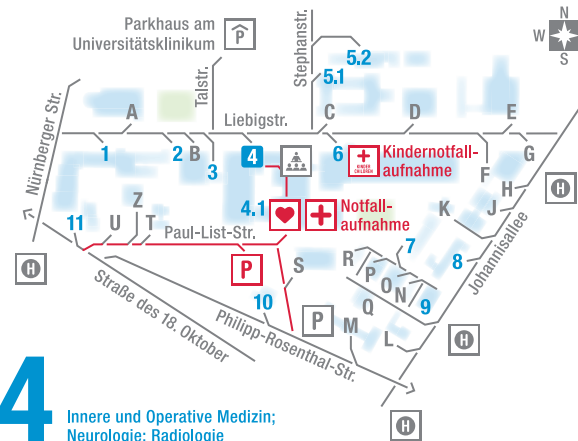 Parkhaus am
Universitätsklinikum
P
N
W
S
Nürnberger Str.
Talstr.
Stephanstr.
5.2
5.1
A
Liebigstr.
C
D
E
1
2
B
3
4
6
KINDER
CHILDREN
Kindernotfall-
aufnahme
F
G
H
H
4.1
Notfall-
aufnahme
K
J
Johannisallee
11
U
Z
T
Paul-List-Str.
P
S
R
P
O
N
7
8
9
Q
H
Straße des 18. Oktober
10
Philipp-Rosenthal-Str.
P
M
L
H
H
4
Innere und Operative Medizin;
Neurologie; Radiologie